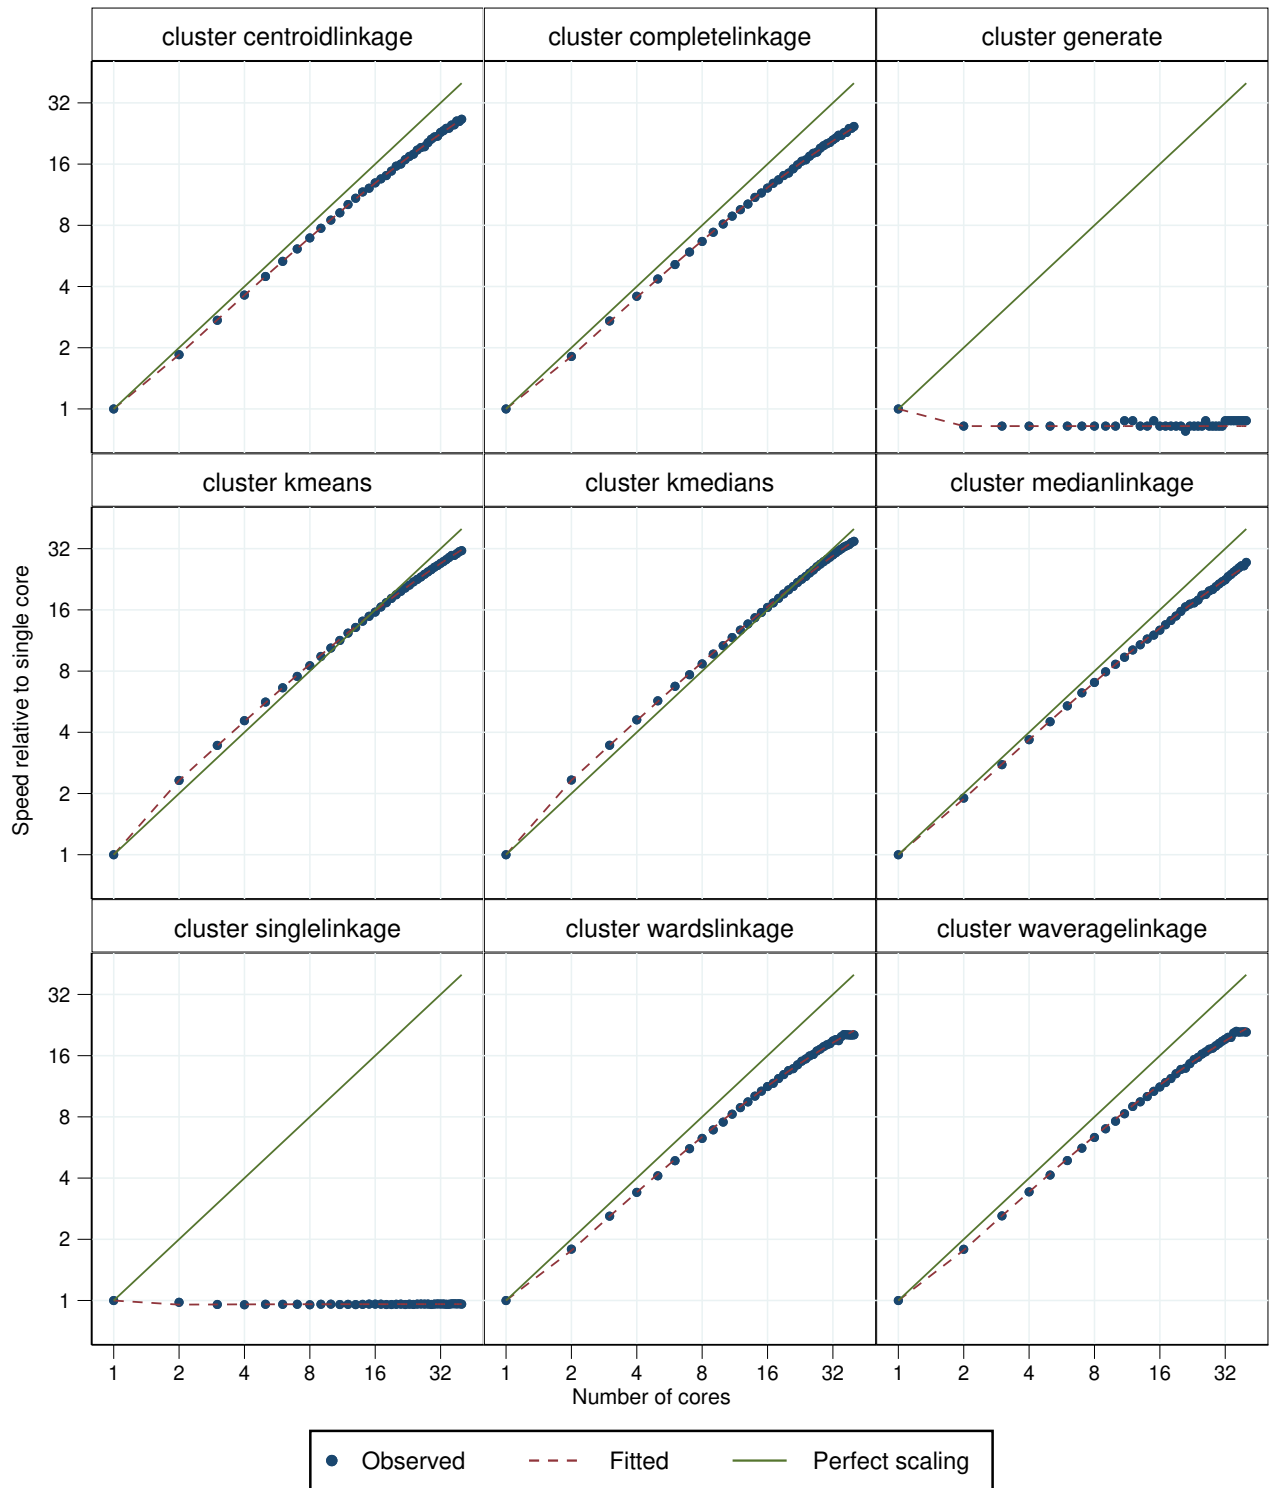 cluster centroidlinkage
cluster completelinkage
cluster generate
32
16
8
4
2
1
cluster kmeans
cluster kmedians
cluster medianlinkage
32
16
8
4
2
1
Speed relative to single core
cluster singlelinkage
cluster wardslinkage
cluster waveragelinkage
32
16
8
4
2
1
1 2 4 8 16 32
1 2 4 8 16 32
1 2 4 8 16 32
Number of cores
Observed Fitted Perfect scaling